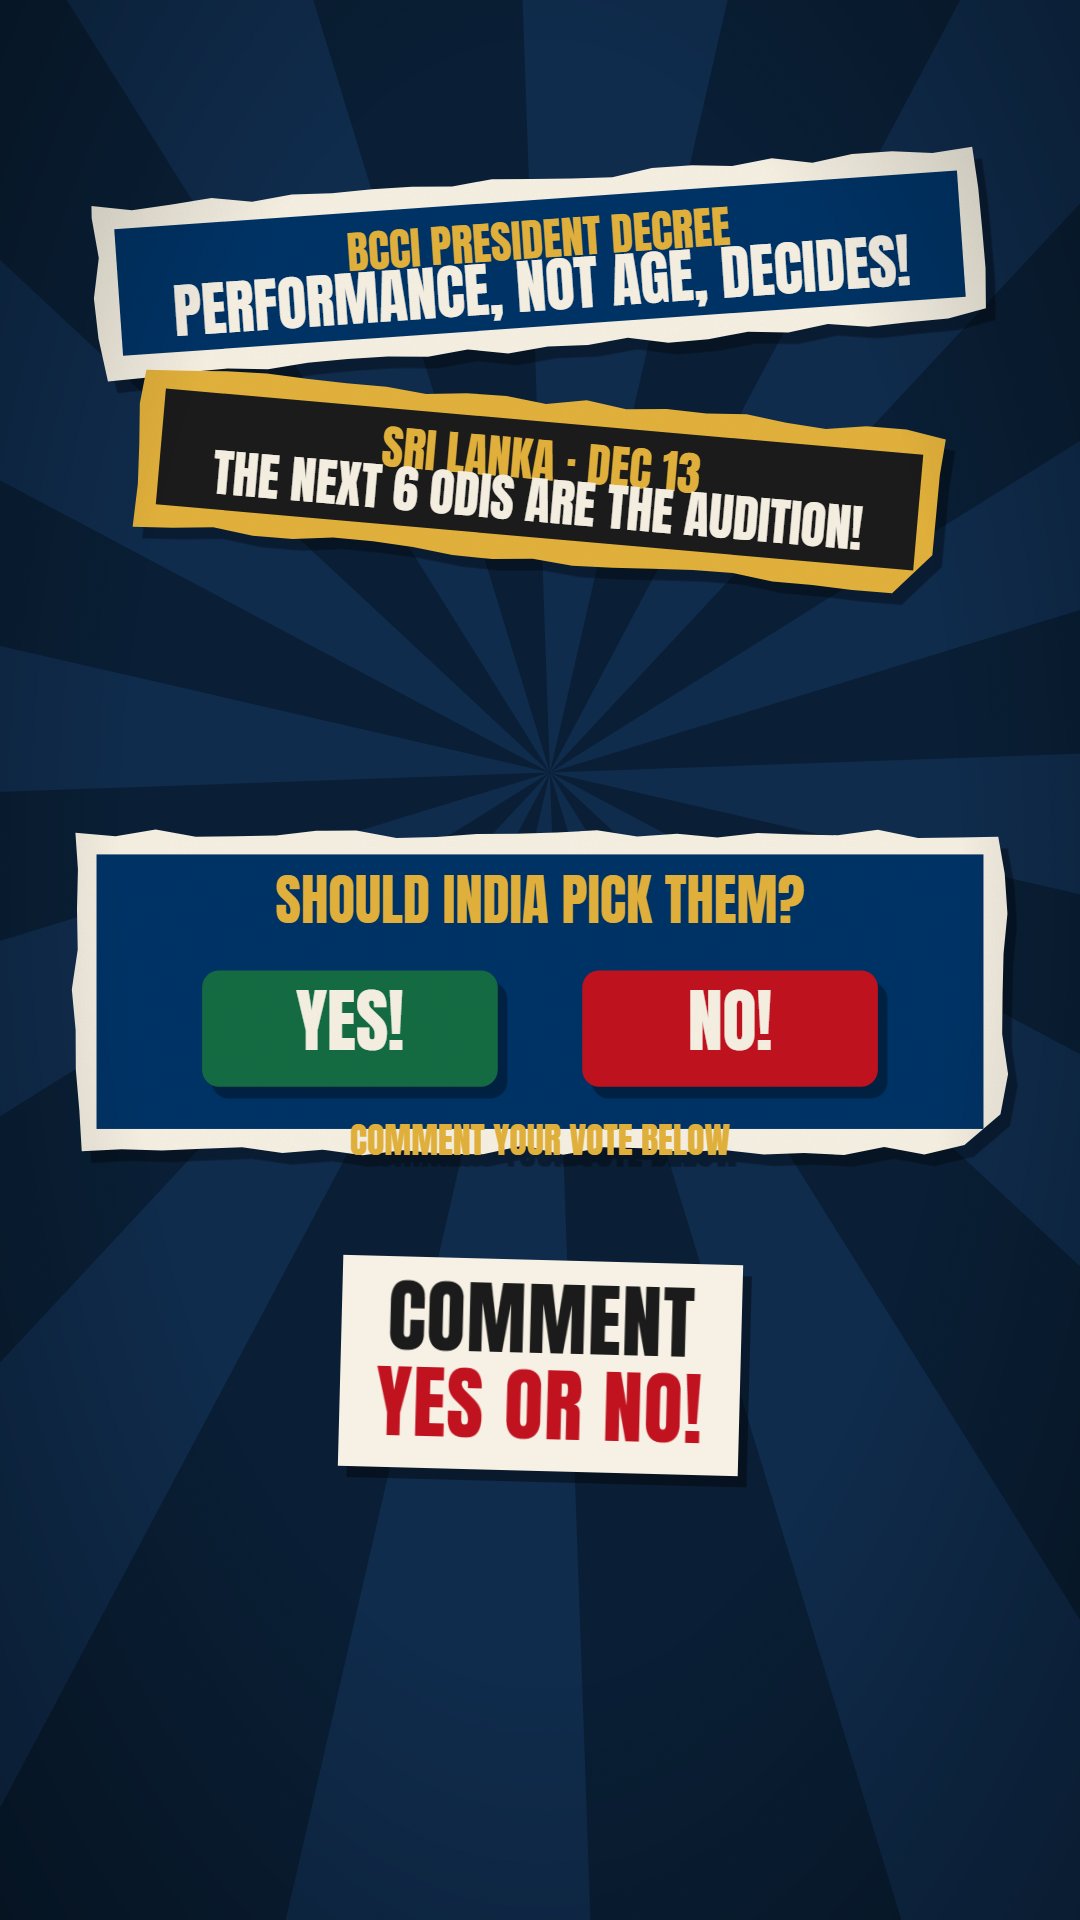 BCCI PRESIDENT DECREE
PERFORMANCE, NOT AGE, DECIDES!
SRI LANKA · DEC 13
THE NEXT 6 ODIS ARE THE AUDITION!
SHOULD INDIA PICK THEM?
YES!
NO!
COMMENT YOUR VOTE BELOW
COMMENT
YES OR NO!